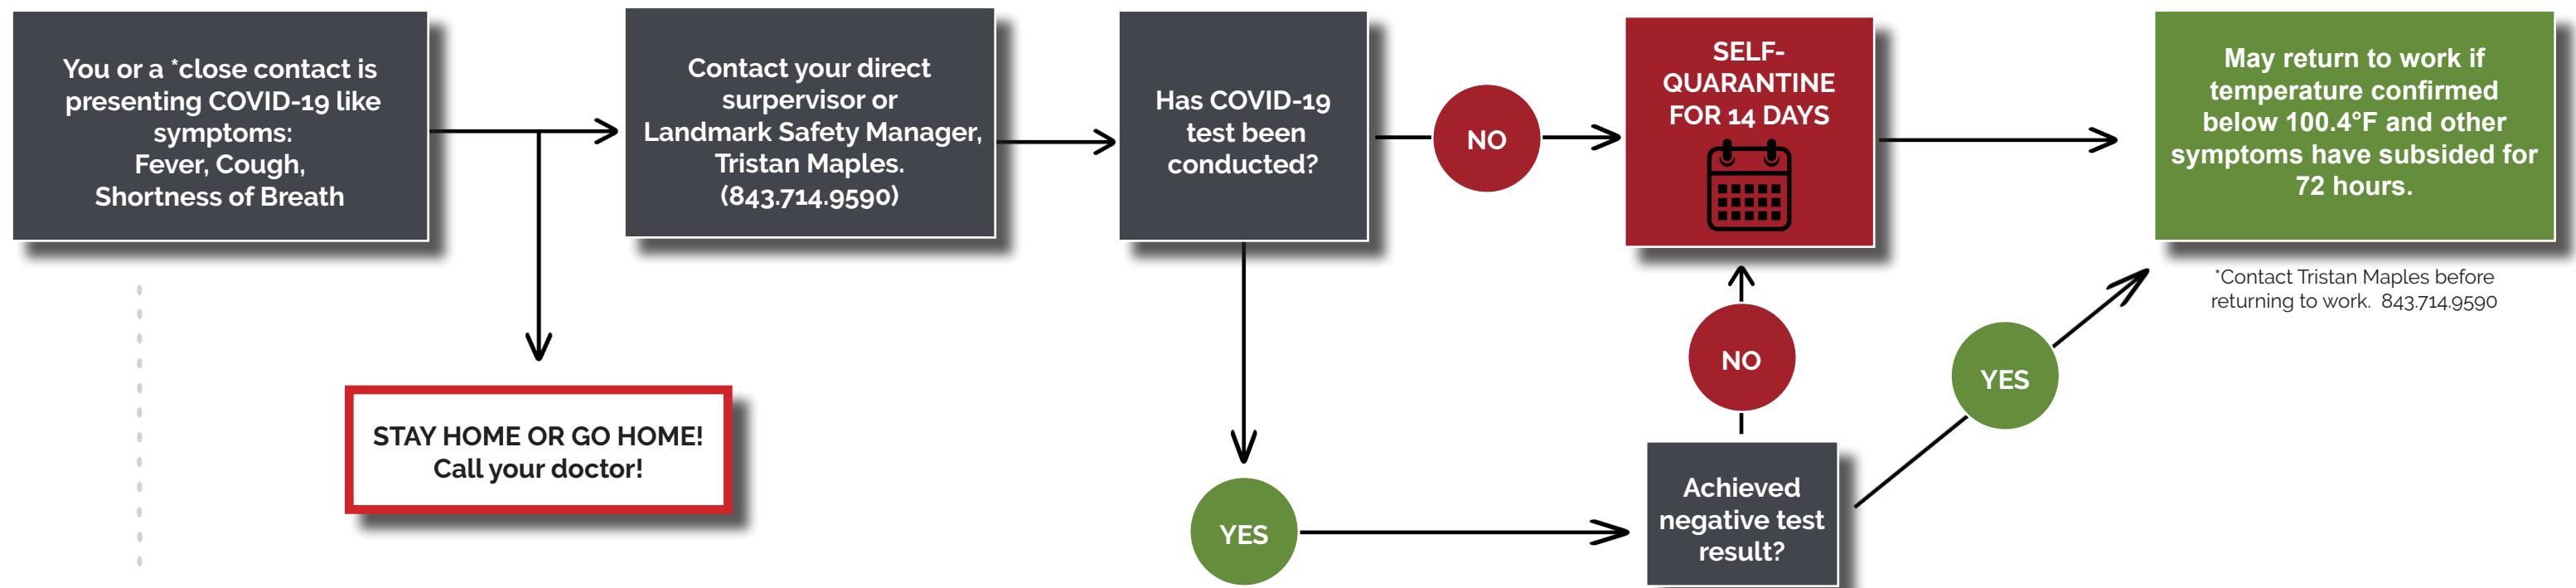 You or a *close contact is
presenting COVID-19 like
symptoms:
Fever, Cough,
Shortness of Breath
Contact your direct
surpervisor or
Landmark Safety Manager,
Tristan Maples.
(843.714.9590)
Has COVID-19
test been
conducted?
NO
SELF-
QUARANTINE
FOR 14 DAYS
May return to work if
temperature confirmed
below 100.4°F and other
symptoms have subsided for
72 hours.
*Contact Tristan Maples before
returning to work. 843.714.9590
NO
YES
STAY HOME OR GO HOME!
Call your doctor!
YES
Achieved
negative test
result?